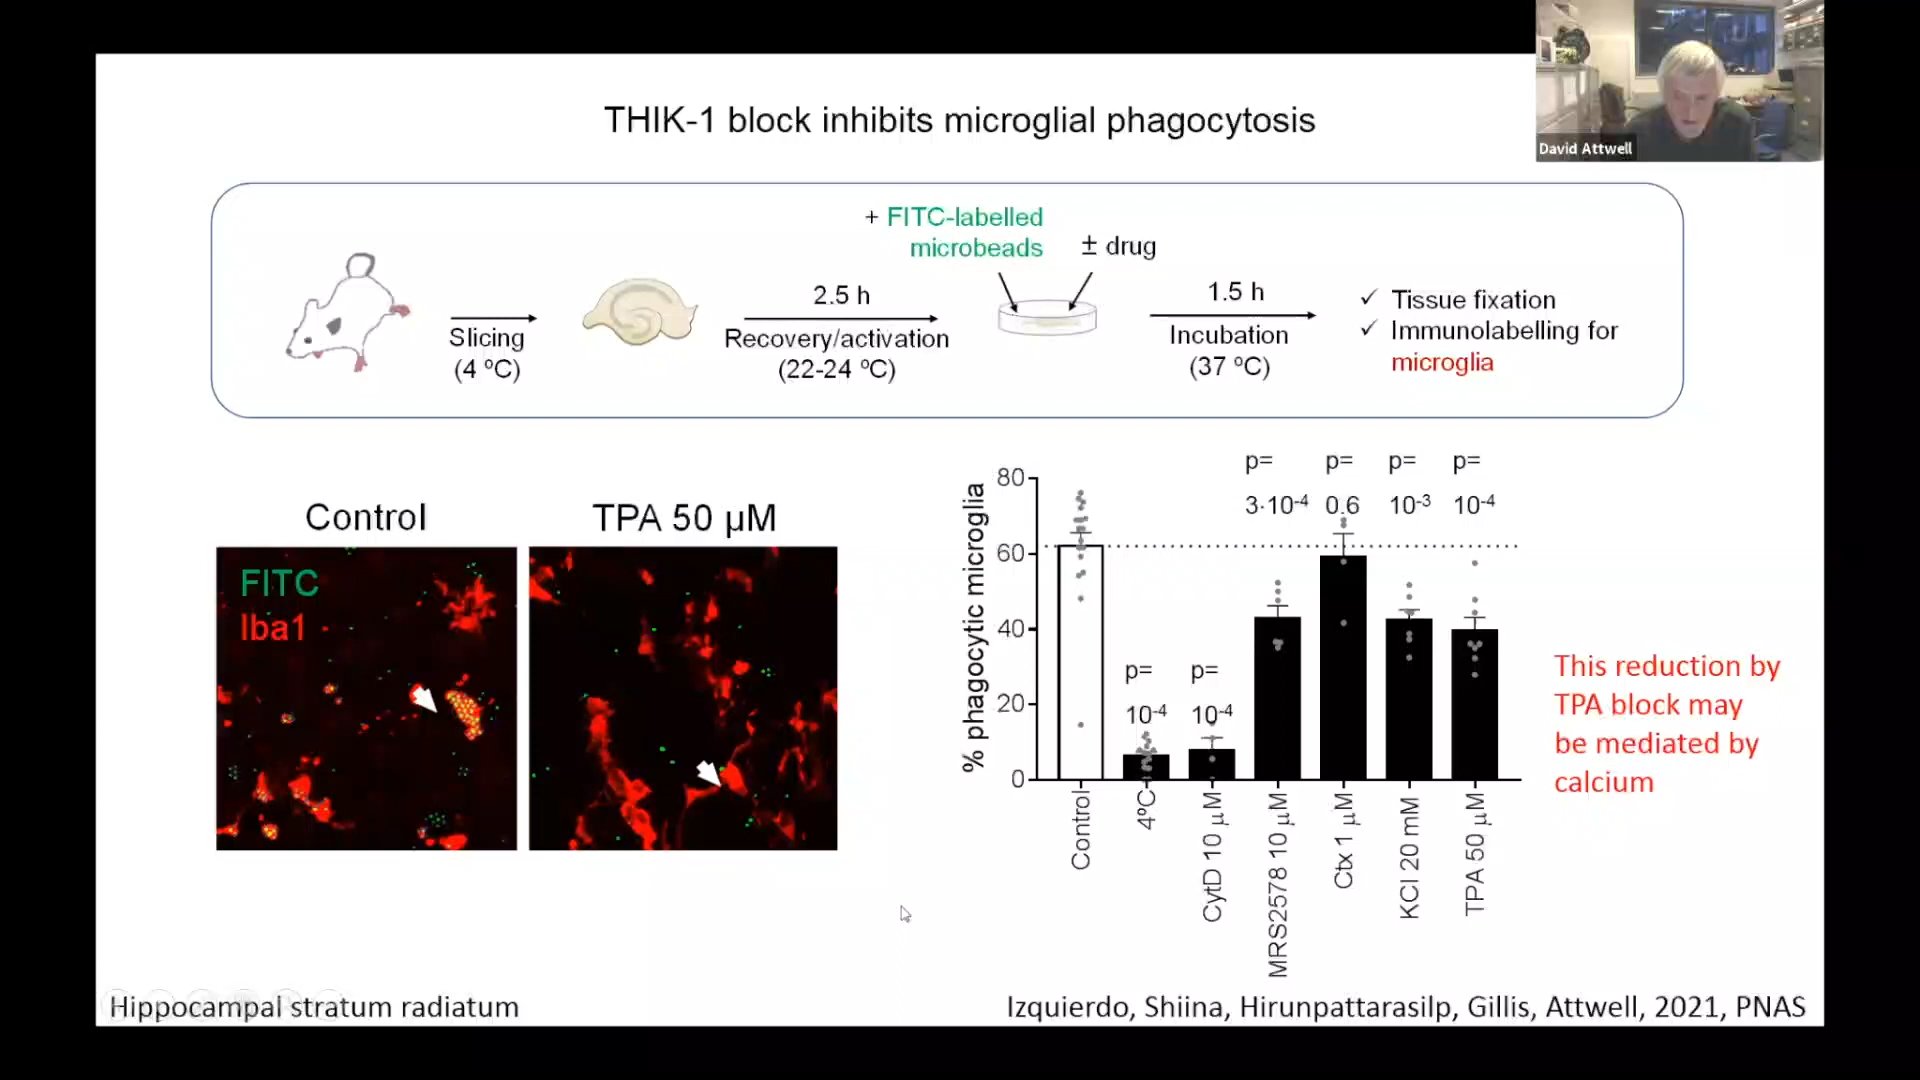 THIK-1 block inhibits microglial phagocytosis
David Attwell
+ FITC-labelled
microbeads
± drug
Slicing
(4 ºC)
2.5 h
Recovery/activation
(22-24 ºC)
1.5 h
Incubation
(37 ºC)
✓ Tissue fixation
✓ Immunolabelling for
microglia
Control
TPA 50 µM
FITC
Iba1
% phagocytic microglia
80
60
40
20
0
p=
10-4
p=
10-4
p=
3·10-4
p=
0.6
p=
10-3
p=
10-4
Control
4ºC
CytD 10 µM
MRS2578 10 µM
Ctx 1 µM
KCl 20 mM
TPA 50 µM
This reduction by
TPA block may
be mediated by
calcium
Hippocampal stratum radiatum
Izquierdo, Shiina, Hirunpattarasilp, Gillis, Attwell, 2021, PNAS